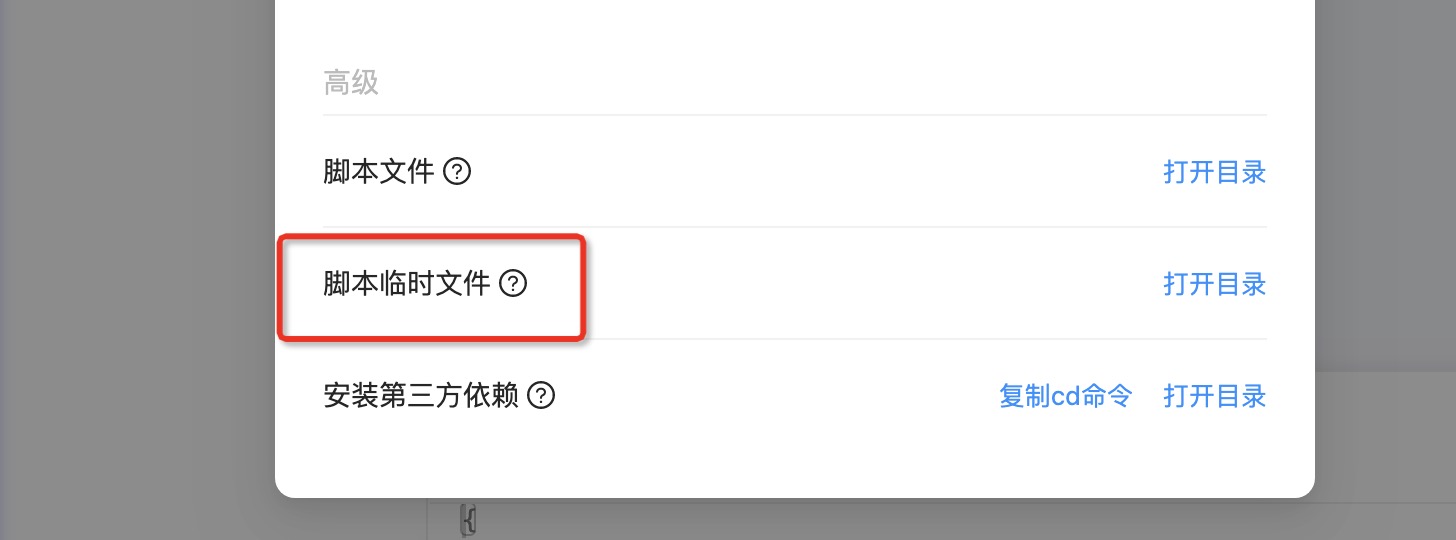 高级
脚本文件 ? 打开目录
脚本临时文件 ? 打开目录
安装第三方依赖 ? 复制cd命令 打开目录
{